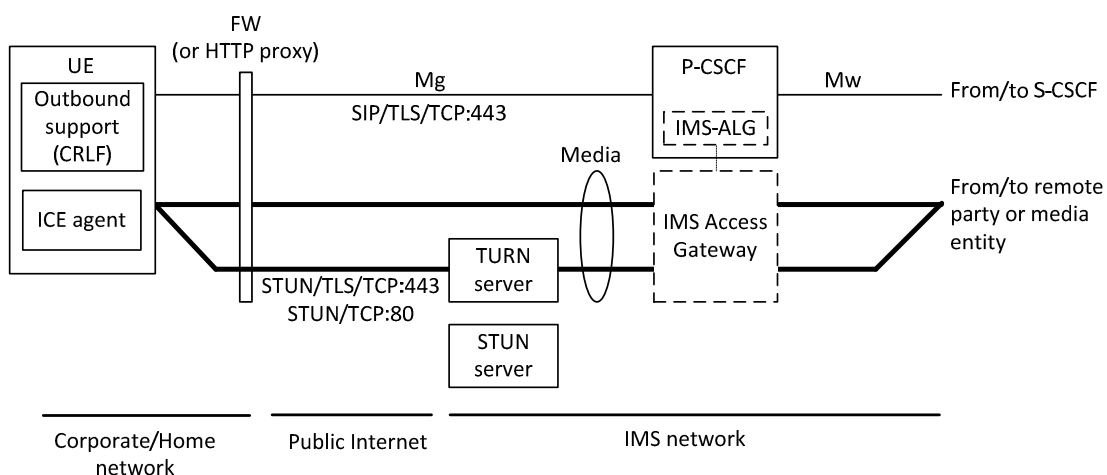 FW
(or HTTP proxy)
UE
Outbound
support
(CRLF)
ICE agent
Mg
SIP/TLS/TCP:443
P-CSCF
IMS-ALG
Mw
From/to S-CSCF
Media
IMS Access
Gateway
From/to remote
party or media
entity
TURN
server
STUN/TLS/TCP:443
STUN/TCP:80
STUN
server
Corporate/Home
network
Public Internet
IMS network